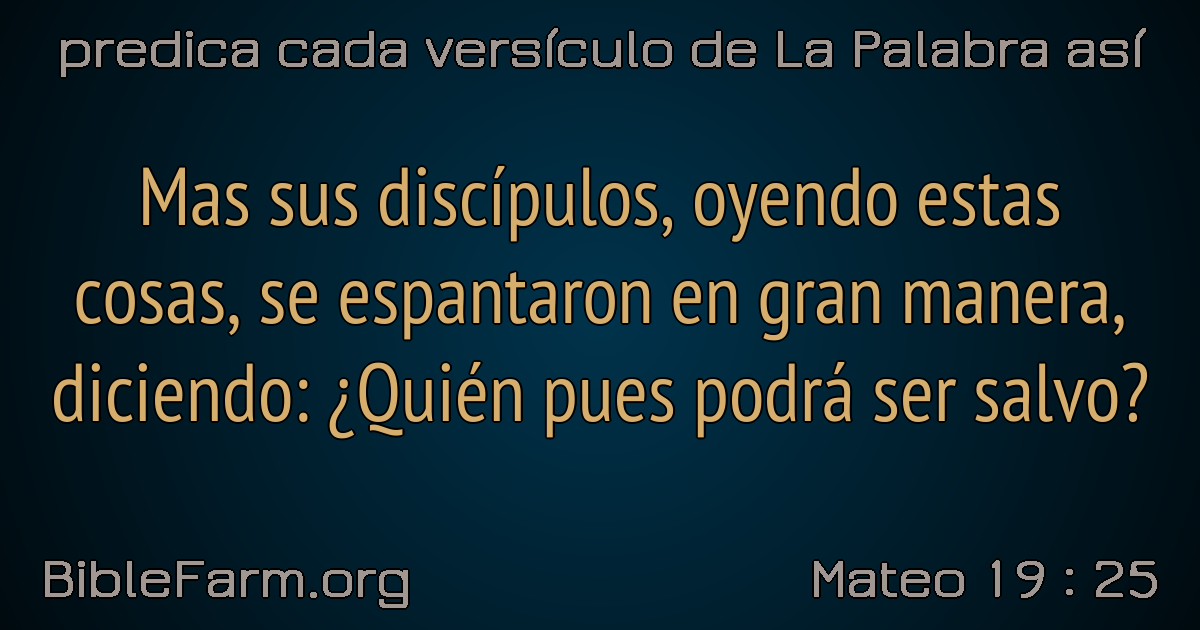 predica cada versículo de La Palabra así
Mas sus discípulos, oyendo estas
cosas, se espantaron en gran manera,
diciendo: ¿Quién pues podrá ser salvo?
BibleFarm.org
Mateo 19 : 25